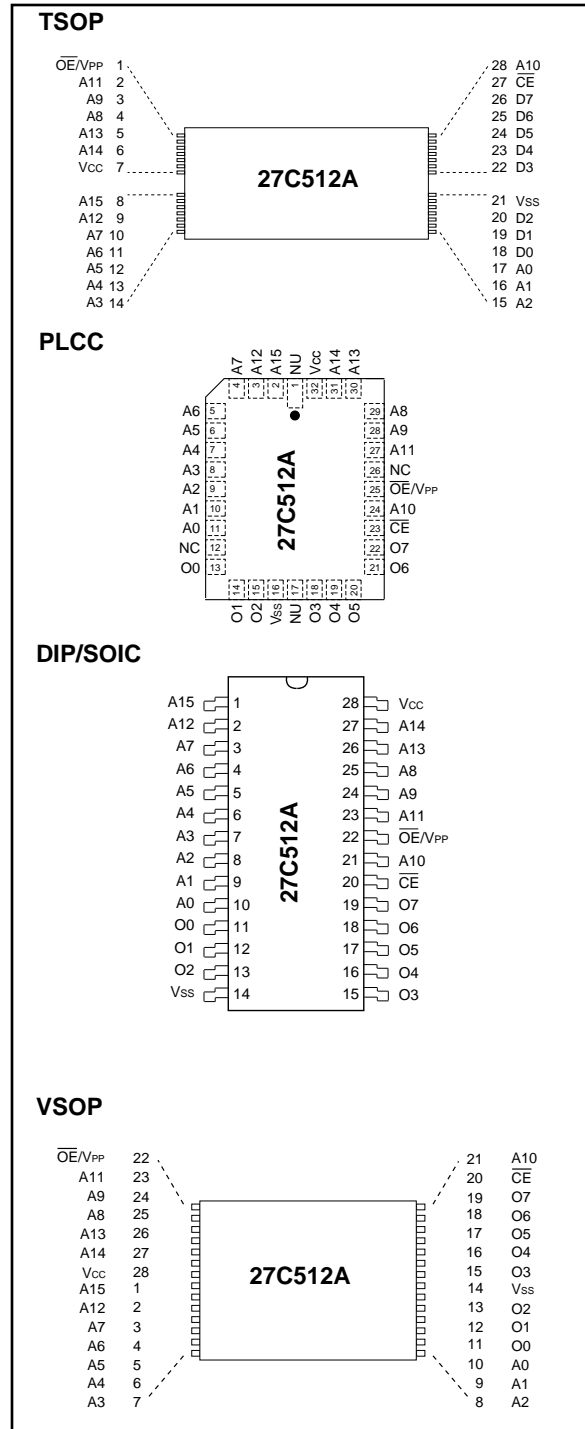 TSOP
OE/VPP 1
A11 2
A9 3
A8 4
A13 5
A14 6
VCC 7
A15 8
A12 9
A7 10
A6 11
A5 12
A4 13
A3 14
27C512A
28 A10
27 CE
26 D7
25 D6
24 D5
23 D4
22 D3
21 VSS
20 D2
19 D1
18 D0
17 A0
16 A1
15 A2
PLCC
A7 A12 A15 NU Vcc A14 A13
4 3 2 1 32 31 30
A6 5
A5 6
A4 7
A3 8
A2 9
A1 10
A0 11
NC 12
O0 13
27C512A
29 A8
28 A9
27 A11
26 NC
25 OE/VPP
24 A10
23 CE
22 O7
21 O6
14 15 16 17 18 19 20
O1 O2 VSS NU O3 O4 O5
DIP/SOIC
A15 1
A12 2
A7 3
A6 4
A5 5
A4 6
A3 7
A2 8
A1 9
A0 10
O0 11
O1 12
O2 13
VSS 14
27C512A
28 VCC
27 A14
26 A13
25 A8
24 A9
23 A11
22 OE/VPP
21 A10
20 CE
19 O7
18 O6
17 O5
16 O4
15 O3
VSOP
OE/VPP 22
A11 23
A9 24
A8 25
A13 26
A14 27
VCC 28
A15 1
A12 2
A7 3
A6 4
A5 5
A4 6
A3 7
27C512A
21 A10
20 CE
19 O7
18 O6
17 O5
16 O4
15 O3
14 VSS
13 O2
12 O1
11 O0
10 A0
9 A1
8 A2